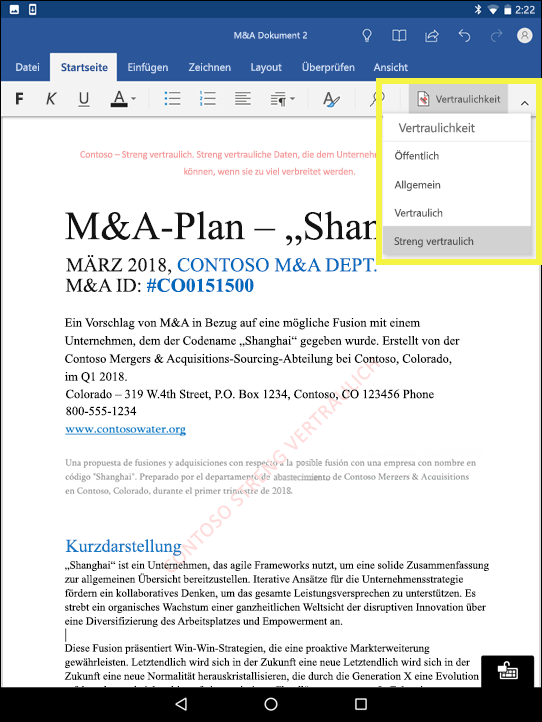 2:22
M&A Dokument 2
Datei Startseite Einfügen Zeichnen Layout Überprüfen Ansicht
F K U A Vertraulichkeit
Vertraulichkeit
Öffentlich
Allgemein
Vertraulich
Streng vertraulich
Contoso – Streng vertraulich. Streng vertrauliche Daten, die dem Unternehm
können, wenn sie zu viel verbreitet werden.
M&A-Plan – „Shan
MÄRZ 2018, CONTOSO M&A DEPT.
M&A ID: #CO0151500
Ein Vorschlag von M&A in Bezug auf eine mögliche Fusion mit einem
Unternehmen, dem der Codename „Shanghai“ gegeben wurde. Erstellt von der
Contoso Mergers & Acquisitions-Sourcing-Abteilung bei Contoso, Colorado,
im Q1 2018.
Colorado – 319 W.4th Street, P.O. Box 1234, Contoso, CO 123456 Phone
800-555-1234
www.contosowater.org
CONTOSO STRENG VERTRAULICH
Una propuesta de fusiones y adquisiciones con respecto a la posible fusión con una empresa con nombre en
código "Shanghai". Preparado por el departamento de abastecimiento de Contoso Merzers & Acquisitions
en Contoso, Colorado, durante el primer trimestre de 2018.
Kurzdarstellung
„Shanghai“ ist ein Unternehmen, das agile Frameworks nutzt, um eine solide Zusammenfassung
zur allgemeinen Übersicht bereitzustellen. Iterative Ansätze für die Unternehmensstrategie
fördern ein kollaboratives Denken, um das gesamte Leistungsversprechen zu unterstützen. Es
strebt ein organisches Wachstum einer ganzheitlichen Weltsicht der disruptiven Innovation über
eine Diversifizierung des Arbeitsplatzes und Empowerment an.
Diese Fusion präsentiert Win-Win-Strategien, die eine proaktive Markterweiterung
gewährleisten. Letztendlich wird sich in der Zukunft eine neue Letztendlich wird sich in der
Zukunft eine neue Normalität herauskristallisieren, die durch die Generation X eine Evolution